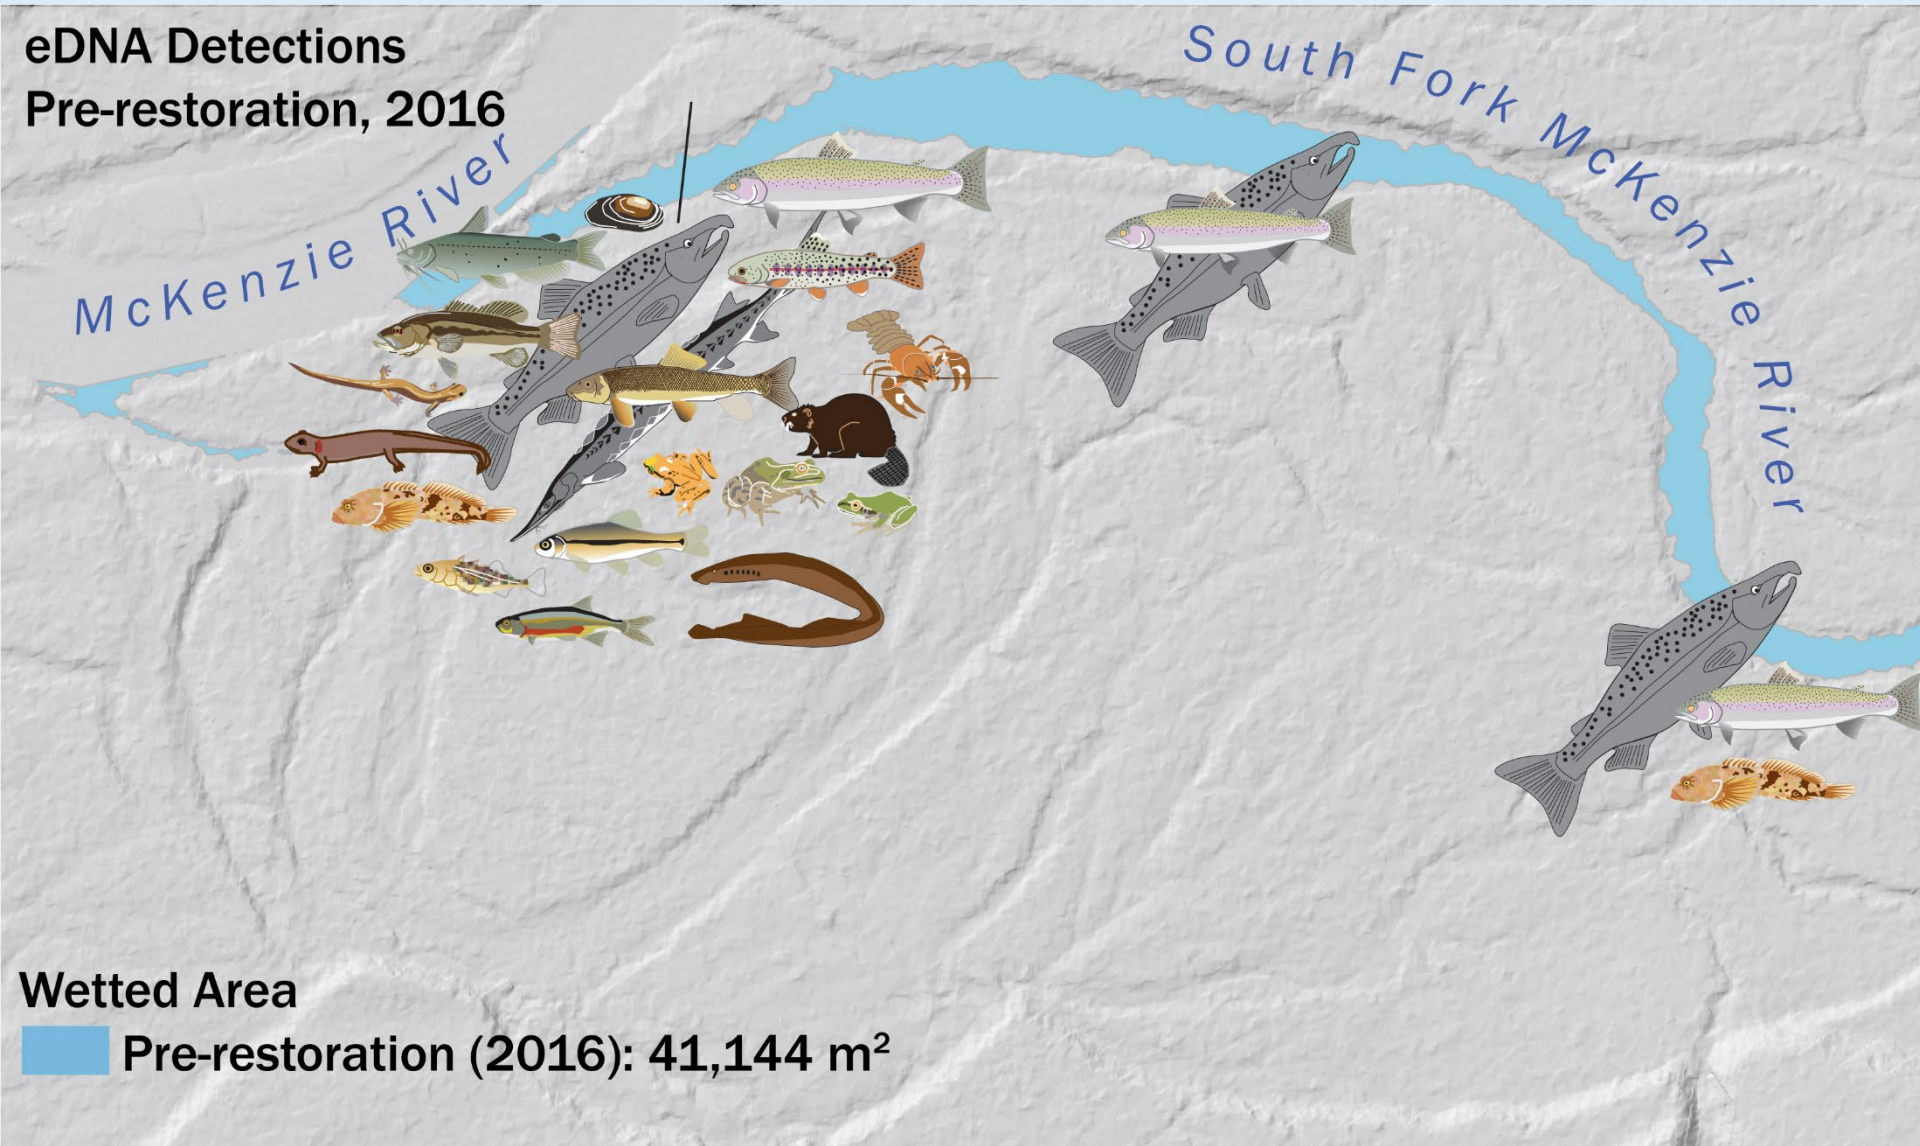 eDNA Detections
Pre-restoration, 2016
McKenzie River
South Fork McKenzie River
Wetted Area
Pre-restoration (2016): 41,144 m²